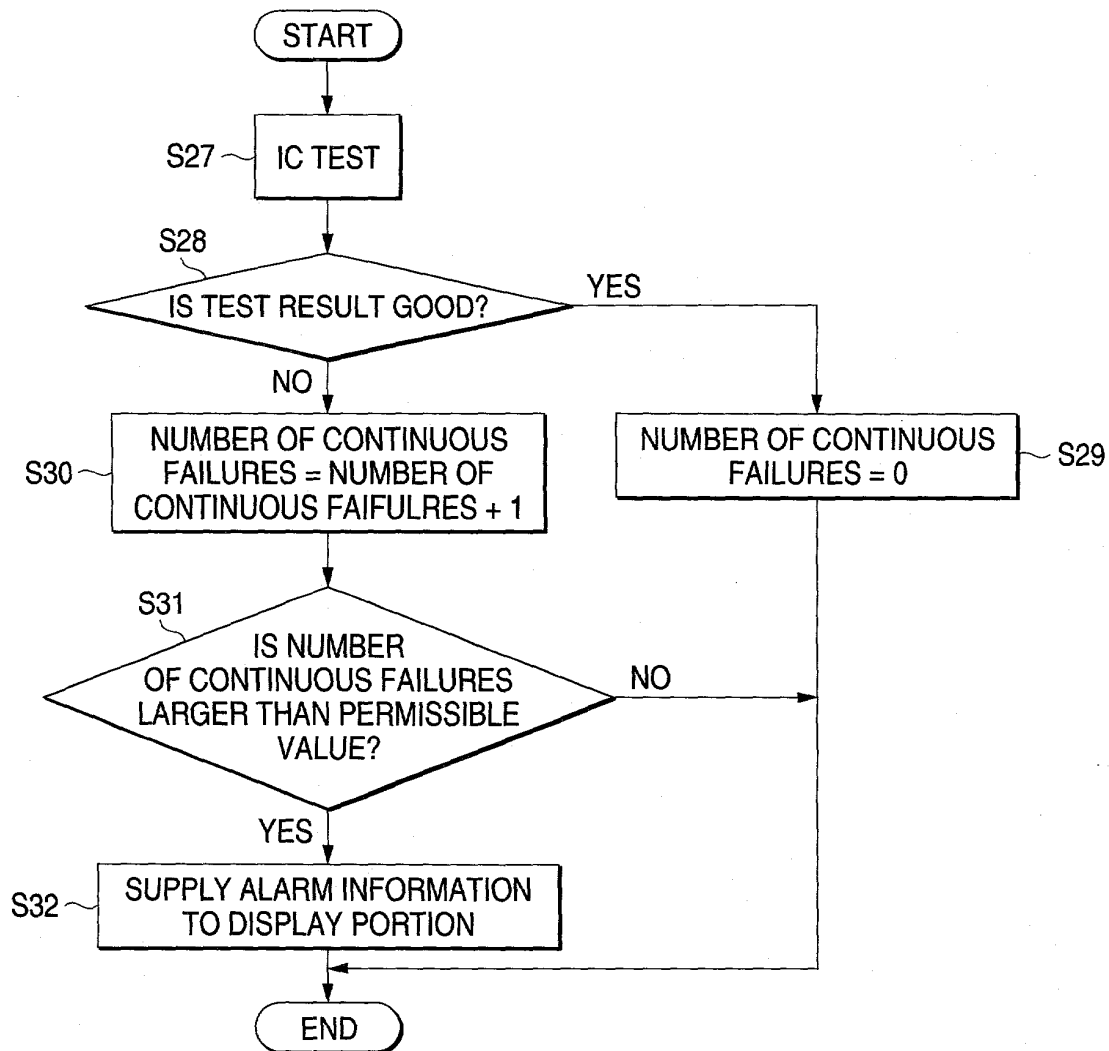 START
S27
IC TEST
S28
IS TEST RESULT GOOD?
YES
NO
S30
NUMBER OF CONTINUOUS
FAILURES = NUMBER OF
CONTINUOUS FAIFULRES + 1
NUMBER OF CONTINUOUS
FAILURES = 0
S29
S31
IS NUMBER
OF CONTINUOUS FAILURES
LARGER THAN PERMISSIBLE
VALUE?
NO
YES
S32
SUPPLY ALARM INFORMATION
TO DISPLAY PORTION
END